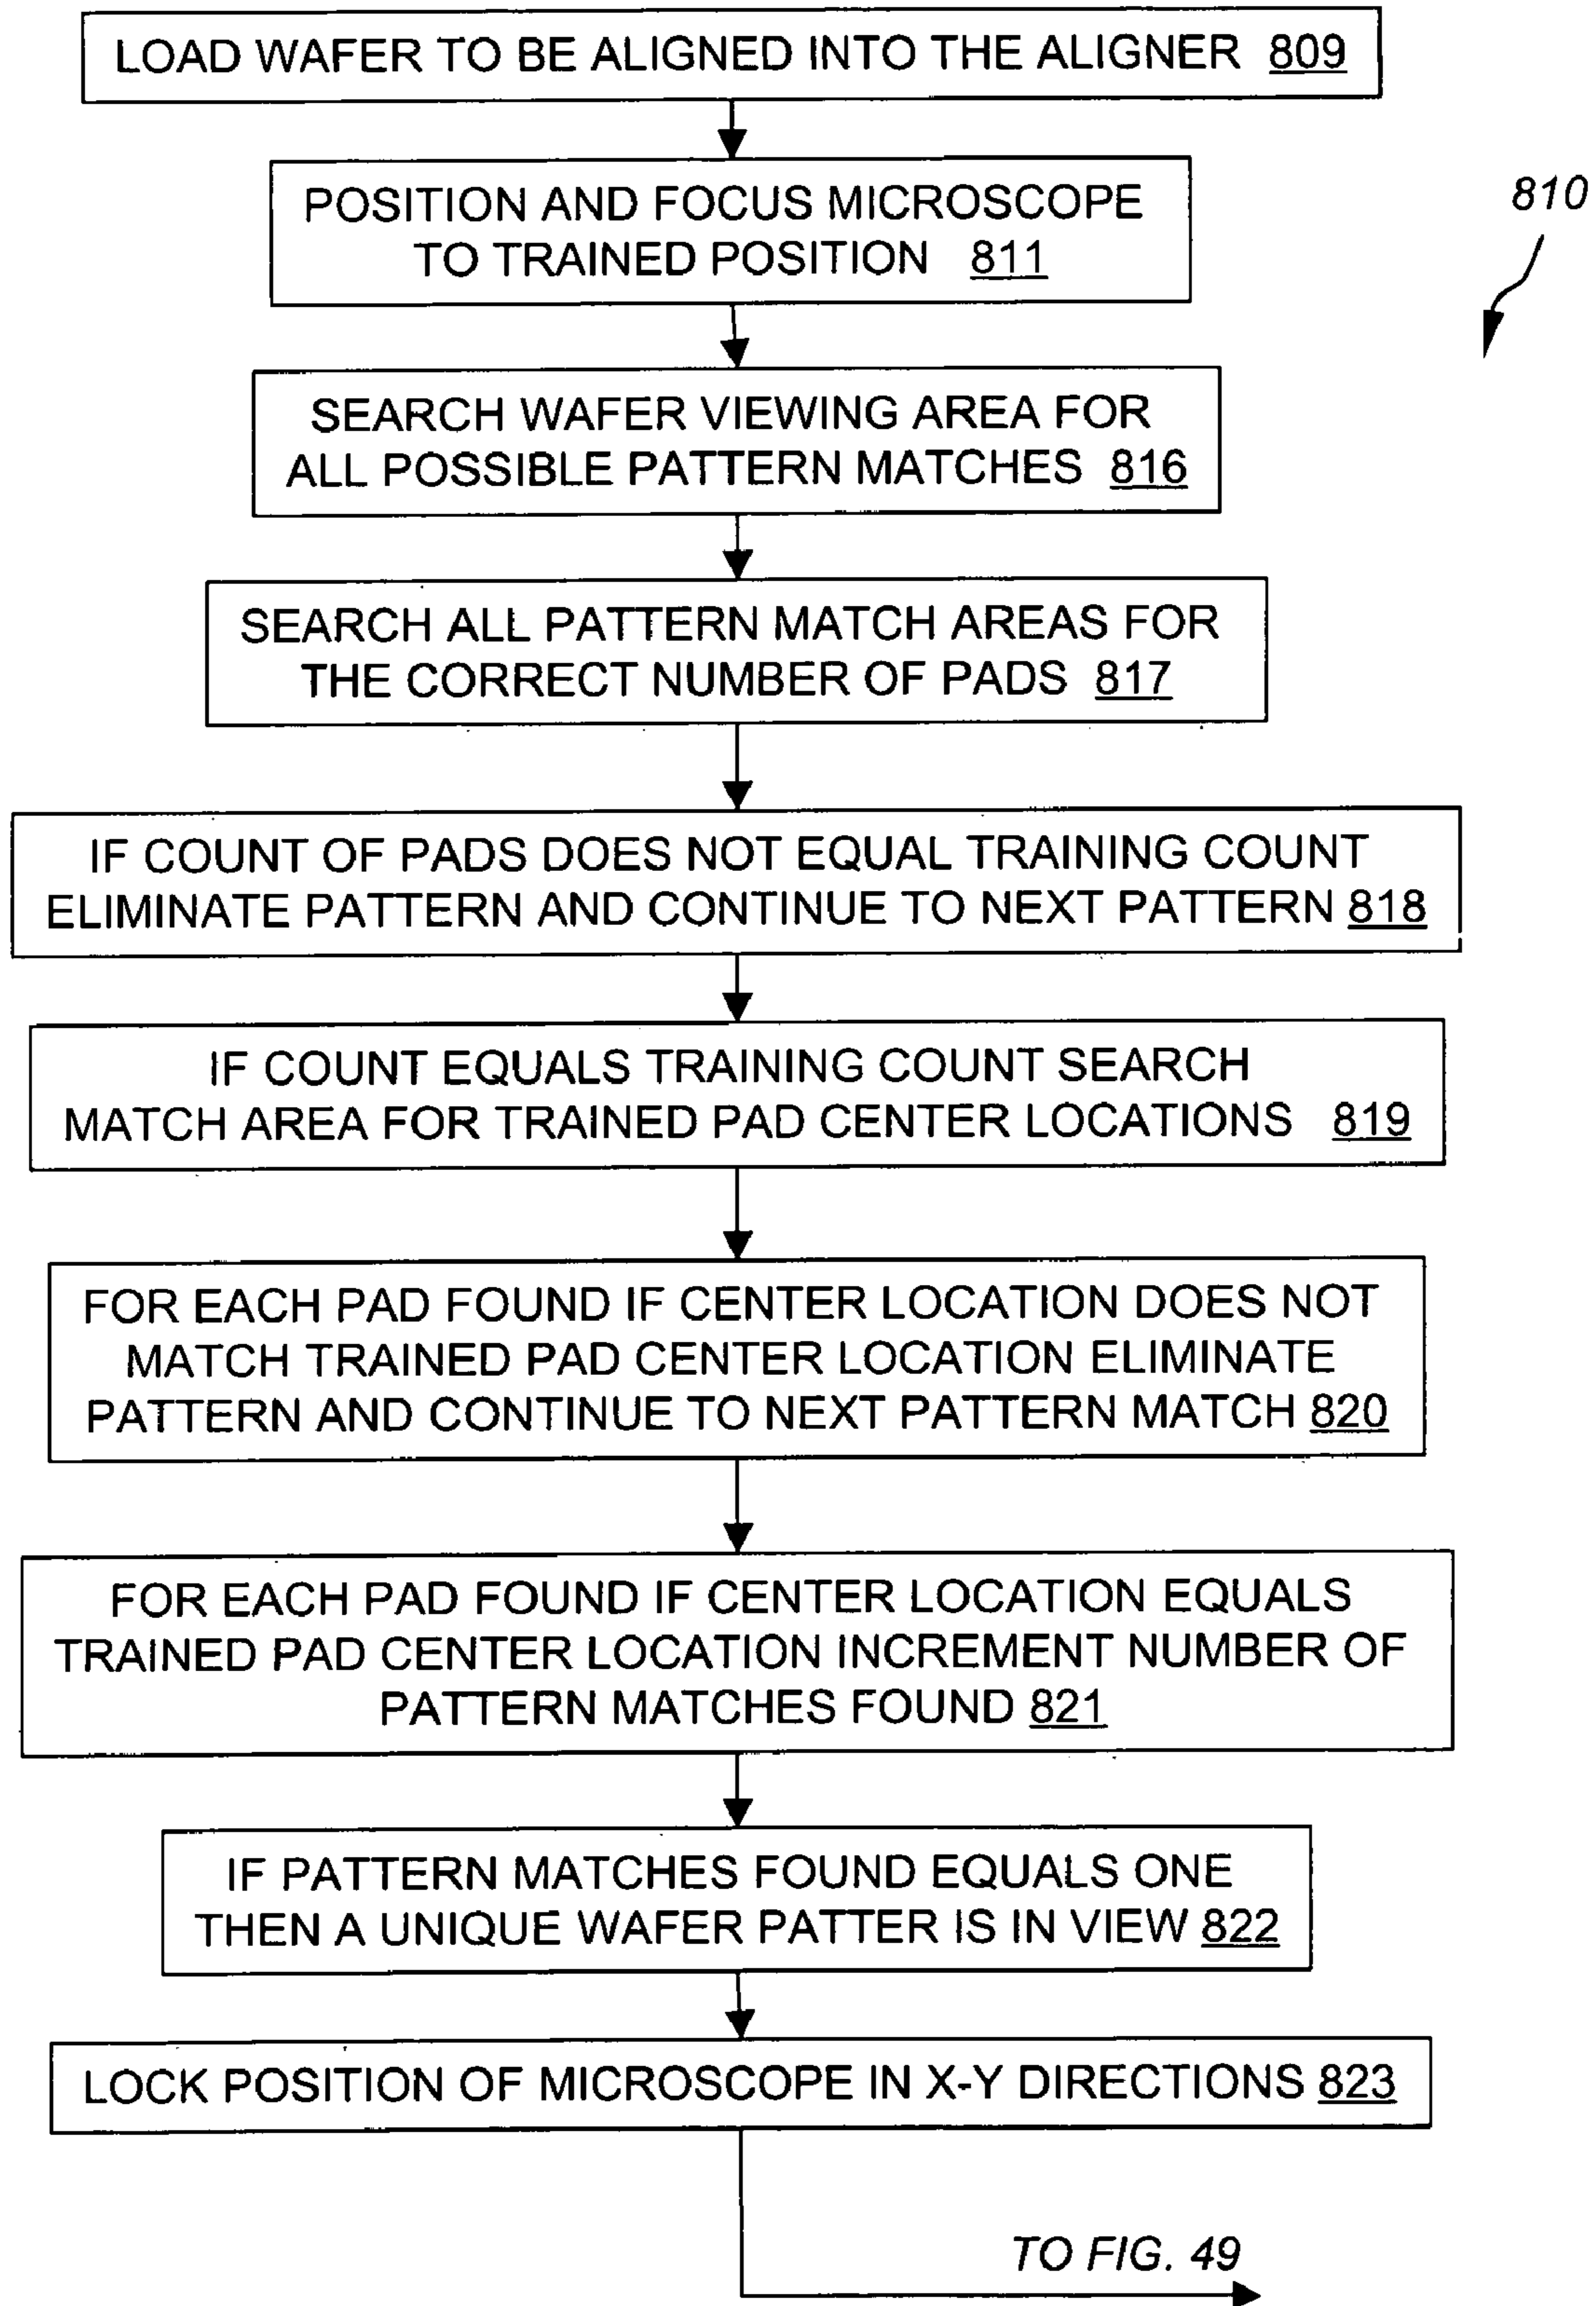 LOAD WAFER TO BE ALIGNED INTO THE ALIGNER 809
810
POSITION AND FOCUS MICROSCOPE
TO TRAINED POSITION 811
SEARCH WAFER VIEWING AREA FOR
ALL POSSIBLE PATTERN MATCHES 816
SEARCH ALL PATTERN MATCH AREAS FOR
THE CORRECT NUMBER OF PADS 817
IF COUNT OF PADS DOES NOT EQUAL TRAINING COUNT
ELIMINATE PATTERN AND CONTINUE TO NEXT PATTERN 818
IF COUNT EQUALS TRAINING COUNT SEARCH
MATCH AREA FOR TRAINED PAD CENTER LOCATIONS 819
FOR EACH PAD FOUND IF CENTER LOCATION DOES NOT
MATCH TRAINED PAD CENTER LOCATION ELIMINATE
PATTERN AND CONTINUE TO NEXT PATTERN MATCH 820
FOR EACH PAD FOUND IF CENTER LOCATION EQUALS
TRAINED PAD CENTER LOCATION INCREMENT NUMBER OF
PATTERN MATCHES FOUND 821
IF PATTERN MATCHES FOUND EQUALS ONE
THEN A UNIQUE WAFER PATTER IS IN VIEW 822
LOCK POSITION OF MICROSCOPE IN X-Y DIRECTIONS 823
TO FIG. 49